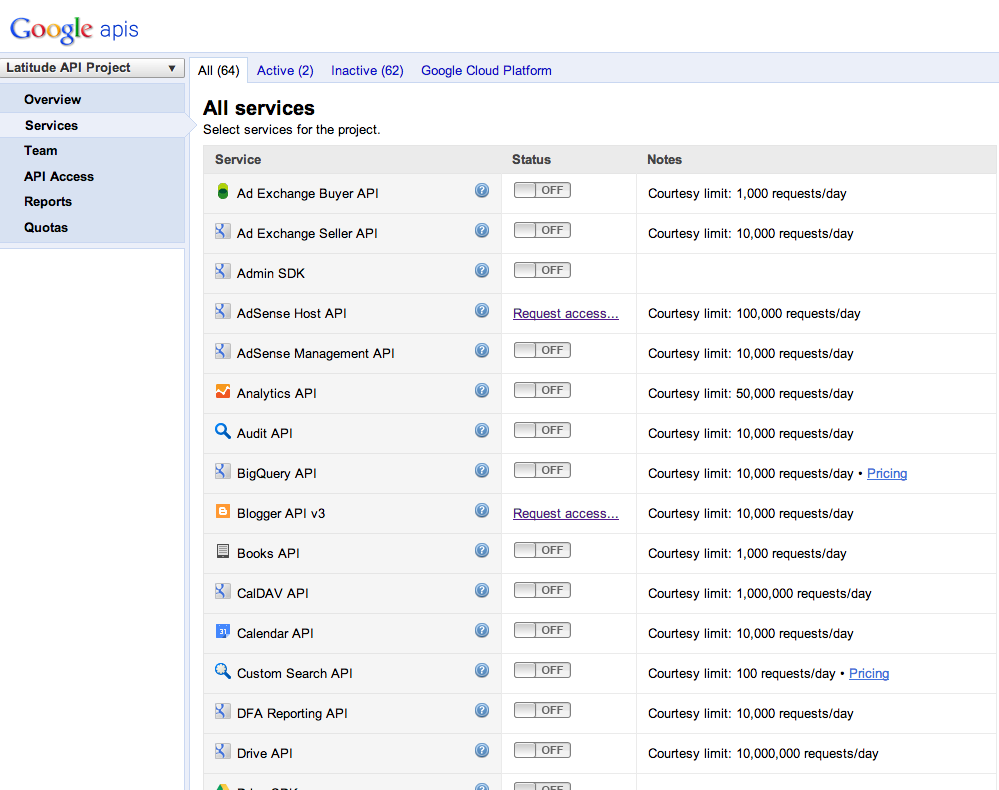 Google apis
Latitude API Project ▼
All (64) Active (2) Inactive (62) Google Cloud Platform
Overview
Services
Team
API Access
Reports
Quotas
All services
Select services for the project.
Service Status Notes
Ad Exchange Buyer API ? OFF Courtesy limit: 1,000 requests/day
Ad Exchange Seller API ? OFF Courtesy limit: 10,000 requests/day
Admin SDK ? OFF
AdSense Host API ? Request access... Courtesy limit: 100,000 requests/day
AdSense Management API ? OFF Courtesy limit: 10,000 requests/day
Analytics API ? OFF Courtesy limit: 50,000 requests/day
Audit API ? OFF Courtesy limit: 10,000 requests/day
BigQuery API ? OFF Courtesy limit: 10,000 requests/day • Pricing
Blogger API v3 ? Request access... Courtesy limit: 10,000 requests/day
Books API ? OFF Courtesy limit: 1,000 requests/day
CalDAV API ? OFF Courtesy limit: 1,000,000 requests/day
31 Calendar API ? OFF Courtesy limit: 10,000 requests/day
Custom Search API ? OFF Courtesy limit: 100 requests/day • Pricing
DFA Reporting API ? OFF Courtesy limit: 10,000 requests/day
Drive API ? OFF Courtesy limit: 10,000,000 requests/day
Drive SDK ? OFF